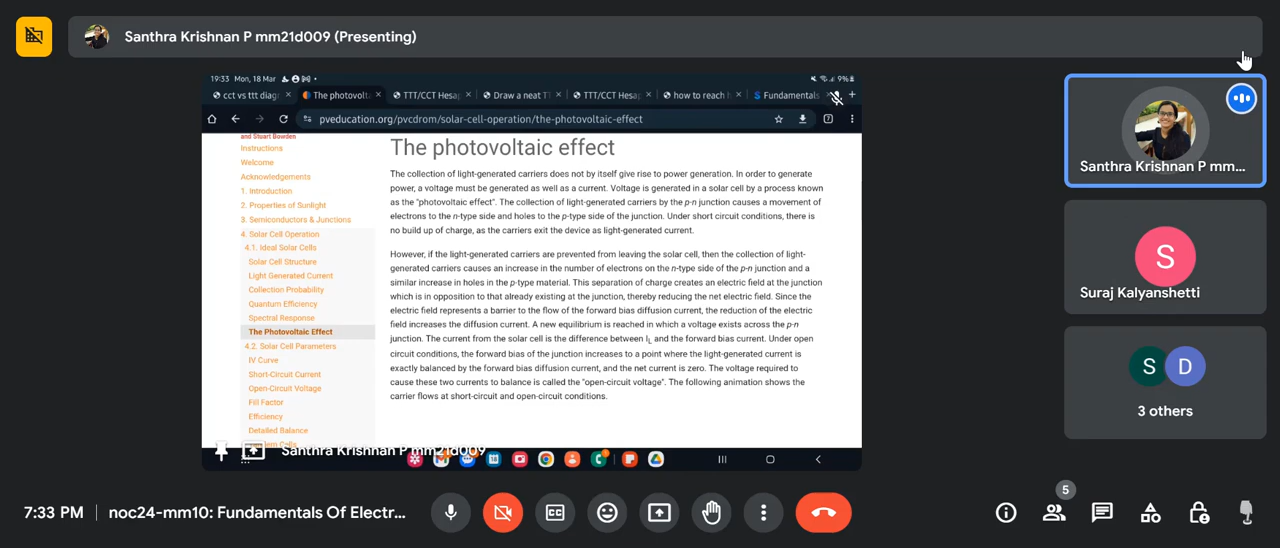 Santhra Krishnan P mm21d009 (Presenting)
19:33 Mon, 18 Mar
9%
cct vs ttt diag
The photovolt
TTT/CCT Hesa
Draw a neat T
TTT/CCT Hesap
how to reach h
Fundamentals
pveducation.org/pvcdrom/solar-cell-operation/the-photovoltaic-effect
and Stuart Bowden
Instructions
Welcome
Acknowledgements
1. Introduction
2. Properties of Sunlight
3. Semiconductors & Junctions
4. Solar Cell Operation
4.1. Ideal Solar Cells
Solar Cell Structure
Light Generated Current
Collection Probability
Quantum Efficiency
Spectral Response
The Photovoltaic Effect
4.2. Solar Cell Parameters
IV Curve
Short-Circuit Current
Open-Circuit Voltage
Fill Factor
Efficiency
Detailed Balance
Cells
The photovoltaic effect
The collection of light-generated carriers does not by itself give rise to power generation. In order to generate
power, a voltage must be generated as well as a current. Voltage is generated in a solar cell by a process known
as the "photovoltaic effect". The collection of light-generated carriers by the p-n junction causes a movement of
electrons to the n-type side and holes to the p-type side of the junction. Under short circuit conditions, there is
no build up of charge, as the carriers exit the device as light-generated current.
However, if the light-generated carriers are prevented from leaving the solar cell, then the collection of light-
generated carriers causes an increase in the number of electrons on the n-type side of the p-n junction and a
similar increase in holes in the p-type material. This separation of charge creates an electric field at the junction
which is in opposition to that already existing at the junction, thereby reducing the net electric field. Since the
electric field represents a barrier to the flow of the forward bias diffusion current, the reduction of the electric
field increases the diffusion current. A new equilibrium is reached in which a voltage exists across the p-n
junction. The current from the solar cell is the difference between IL and the forward bias current. Under open
circuit conditions, the forward bias of the junction increases to a point where the light-generated current is
exactly balanced by the forward bias diffusion current, and the net current is zero. The voltage required to
cause these two currents to balance is called the "open-circuit voltage". The following animation shows the
carrier flows at short-circuit and open-circuit conditions.
Santhra Krishnan P mm21d009
Santhra Krishnan P mm...
S
Suraj Kalyanshetti
S D
3 others
7:33 PM | noc24-mm10: Fundamentals Of Electr...
5